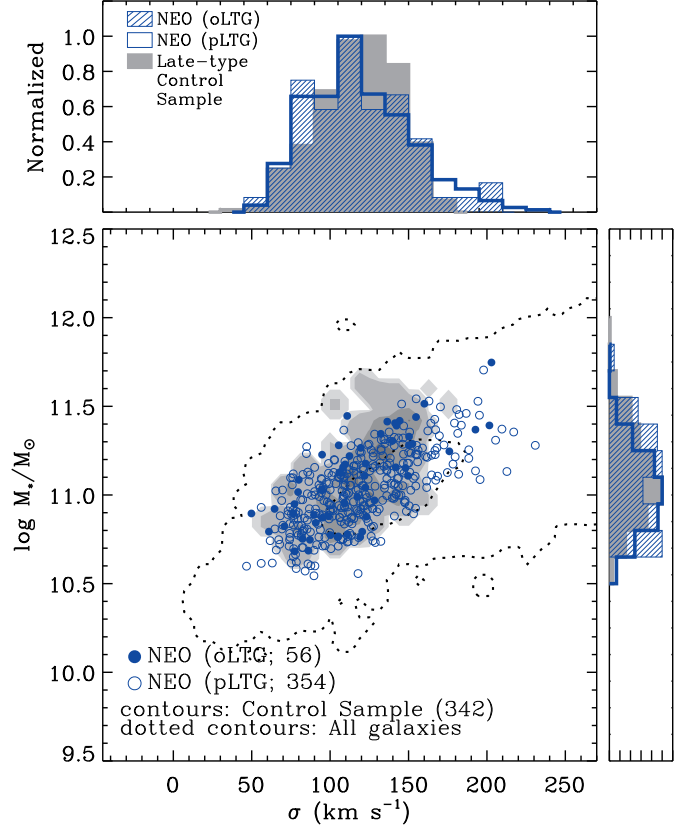 NEO (oLTG)
NEO (pLTG)
Late-type
Control
Sample
Normalized
1.0
0.8
0.6
0.4
0.2
12.5
12.0
11.5
11.0
10.5
10.0
9.5
log M⋆/M☉
NEO (oLTG; 56)
NEO (pLTG; 354)
contours: Control Sample (342)
dotted contours: All galaxies
0 50 100 150 200 250
σ (km s⁻¹)